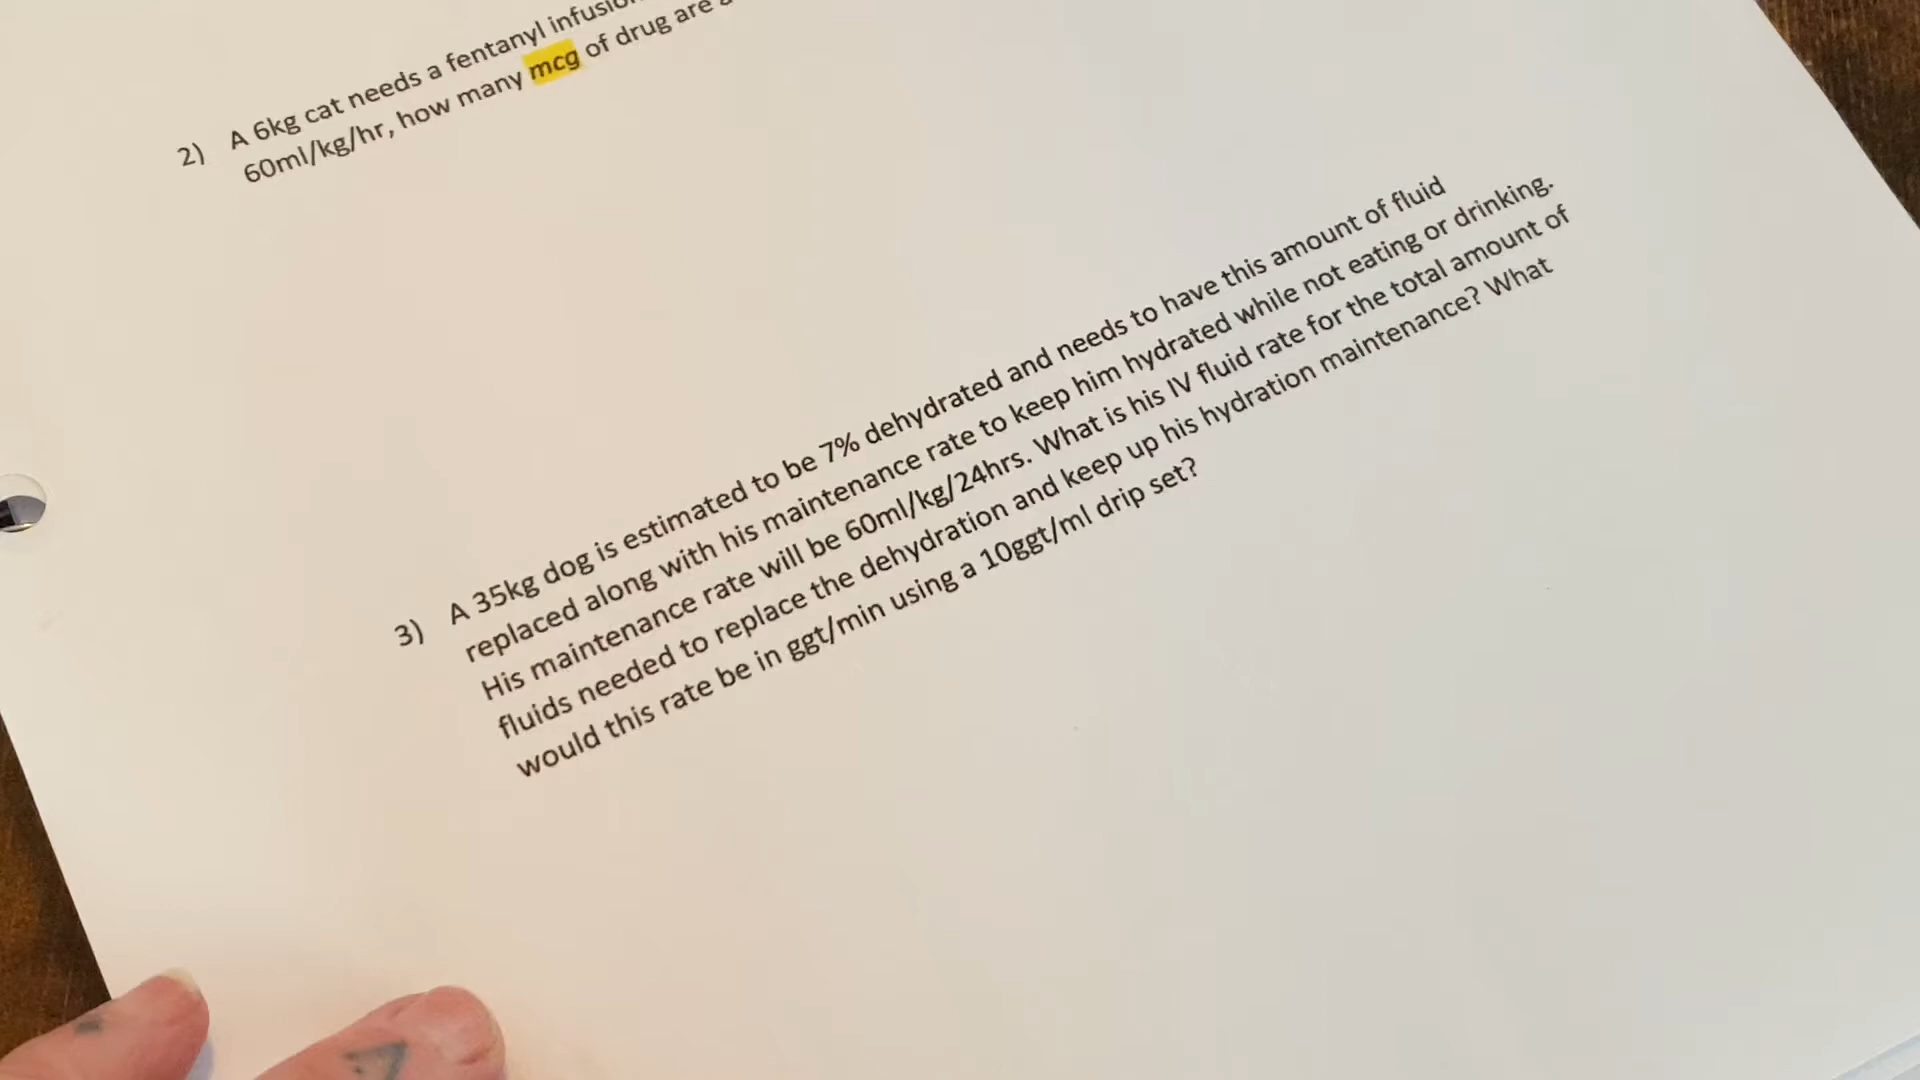 2) A 6kg cat needs a fentanyl
60ml/kg/hr, how many mcg of drug are
3) A 35kg dog is estimated to be 7% dehydrated and needs to have this amount of fluid
replaced along with his maintenance rate to keep him hydrated while not eating or drinking.
His maintenance rate will be 60ml/kg/24hrs. What is his IV fluid rate for the total amount of
fluids needed to replace the dehydration and keep up his hydration maintenance? What
would this rate be in ggt/min using a 10ggt/ml drip set?